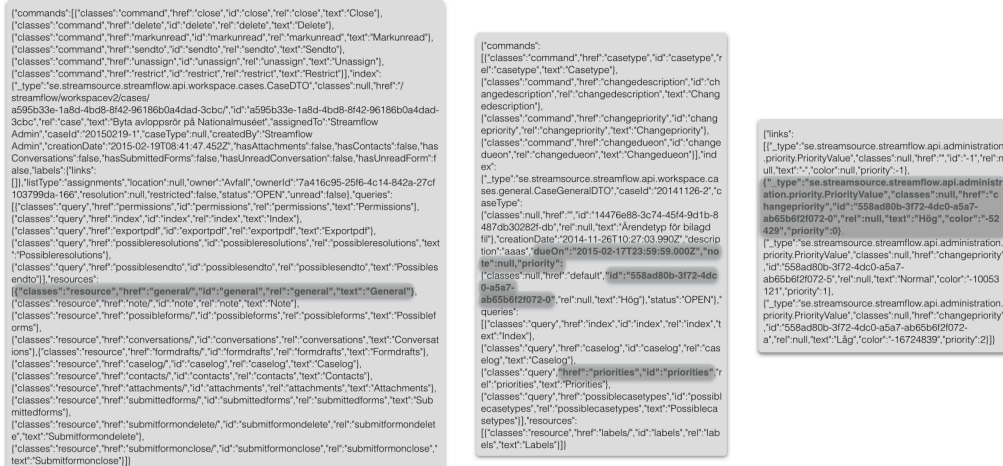 {"commands":[{"classes":"command","href":"close","id":"close","rel":"close","text":"Close"},
{"classes":"command","href":"delete","id":"delete","rel":"delete","text":"Delete"},
{"classes":"command","href":"markunread","id":"markunread","rel":"markunread","text":"Markunread"},
{"classes":"command","href":"sendto","id":"sendto","rel":"sendto","text":"Sendto"},
{"classes":"command","href":"unassign","id":"unassign","rel":"unassign","text":"Unassign"},
{"classes":"command","href":"restrict","id":"restrict","rel":"restrict","text":"Restrict"}],"index":
{"_type":"se.streamsource.streamflow.api.workspace.cases.CaseDTO","classes":null,"href":"/
streamflow/workspacev2/cases/
a595b33e-1a8d-4bd8-8f42-96186b0a4dad-3cbc/","id":"a595b33e-1a8d-4bd8-8f42-96186b0a4dad-
3cbc","rel":"case","text":"Byta avloppsrör på Nationalmuséet","assignedTo":"Streamflow
Admin","caseId":"20150219-1","caseType":null,"createdBy":"Streamflow
Admin","creationDate":"2015-02-19T08:41:47.452Z","hasAttachments":false,"hasContacts":false,"has
Conversations":false,"hasSubmittedForms":false,"hasUnreadConversation":false,"hasUnreadForm":f
alse,"labels":{"links":
[]},"listType":"assignments","location":null,"owner":"Avfall","ownerId":"7a416c95-25f6-4c14-842a-27cf
103799da-166","resolution":null,"restricted":false,"status":"OPEN","unread":false},"queries":
[{"classes":"query","href":"permissions","id":"permissions","rel":"permissions","text":"Permissions"},
{"classes":"query","href":"index","id":"index","rel":"index","text":"Index"},
{"classes":"query","href":"exportpdf","id":"exportpdf","rel":"exportpdf","text":"Exportpdf"},
{"classes":"query","href":"possibleresolutions","id":"possibleresolutions","rel":"possibleresolutions","text
":"Possibleresolutions"},
{"classes":"query","href":"possiblesendto","id":"possiblesendto","rel":"possiblesendto","text":"Possibles
endto"}],"resources":
[{"classes":"resource","href":"general/","id":"general","rel":"general","text":"General"},
{"classes":"resource","href":"note/","id":"note","rel":"note","text":"Note"},
{"classes":"resource","href":"possibleforms/","id":"possibleforms","rel":"possibleforms","text":"Possiblef
orms"},
{"classes":"resource","href":"conversations/","id":"conversations","rel":"conversations","text":"Conversat
ions"},{"classes":"resource","href":"formdrafts/","id":"formdrafts","rel":"formdrafts","text":"Formdrafts"},
{"classes":"resource","href":"caselog/","id":"caselog","rel":"caselog","text":"Caselog"},
{"classes":"resource","href":"contacts/","id":"contacts","rel":"contacts","text":"Contacts"},
{"classes":"resource","href":"attachments/","id":"attachments","rel":"attachments","text":"Attachments"},
{"classes":"resource","href":"submittedforms/","id":"submittedforms","rel":"submittedforms","text":"Sub
mittedforms"},
{"classes":"resource","href":"submitformondelete/","id":"submitformondelete","rel":"submitformondelet
e","text":"Submitformondelete"},
{"classes":"resource","href":"submitformonclose/","id":"submitformonclose","rel":"submitformonclose","
text":"Submitformonclose"}]}
{"commands":
[{"classes":"command","href":"casetype","id":"casetype","r
el":"casetype","text":"Casetype"},
{"classes":"command","href":"changedescription","id":"ch
angedescription","rel":"changedescription","text":"Chang
edescription"},
{"classes":"command","href":"changepriority","id":"chang
epriority","rel":"changepriority","text":"Changepriority"},
{"classes":"command","href":"changedueon","id":"change
dueon","rel":"changedueon","text":"Changedueon"}],"ind
ex":
{"_type":"se.streamsource.streamflow.api.workspace.ca
ses.general.CaseGeneralDTO","caseId":"20141126-2","c
aseType":
{"classes":null,"href":"","id":"14476e88-3c74-45f4-9d1b-8
487db30282f-db","rel":null,"text":"Ärendetyp för bilagd
fil"},"creationDate":"2014-11-26T10:27:03.990Z","descrip
tion":"aaas","dueOn":"2015-02-17T23:59:59.000Z","no
te":null,"priority":
{"classes":null,"href":"default","id":"558ad80b-3f72-4dc
0-a5a7-
ab65b6f2f072-0","rel":null,"text":"Hög"},"status":"OPEN"},"
queries":
[{"classes":"query","href":"index","id":"index","rel":"index","t
ext":"Index"},
{"classes":"query","href":"caselog","id":"caselog","rel":"cas
elog","text":"Caselog"},
{"classes":"query","href":"priorities","id":"priorities","r
el":"priorities","text":"Priorities"},
{"classes":"query","href":"possiblecasetypes","id":"possibl
ecasetypes","rel":"possiblecasetypes","text":"Possibleca
setypes"}],"resources":
[{"classes":"resource","href":"labels/","id":"labels","rel":"lab
els","text":"Labels"}]}
{"links":
[{"_type":"se.streamsource.streamflow.api.administration
.priority.PriorityValue","classes":null,"href":"","id":"-1","rel":n
ull,"text":"-","color":null,"priority":-1},
{"_type":"se.streamsource.streamflow.api.administr
ation.priority.PriorityValue","classes":null,"href":"c
hangepriority","id":"558ad80b-3f72-4dc0-a5a7-
ab65b6f2f072-0","rel":null,"text":"Hög","color":"-52
429","priority":0},
{"_type":"se.streamsource.streamflow.api.administration.
priority.PriorityValue","classes":null,"href":"changepriority"
,"id":"558ad80b-3f72-4dc0-a5a7-
ab65b6f2f072-5","rel":null,"text":"Normal","color":"-10053
121","priority":1},
{"_type":"se.streamsource.streamflow.api.administration.
priority.PriorityValue","classes":null,"href":"changepriority"
,"id":"558ad80b-3f72-4dc0-a5a7-ab65b6f2f072-
a","rel":null,"text":"Låg","color":"-16724839","priority":2}]}